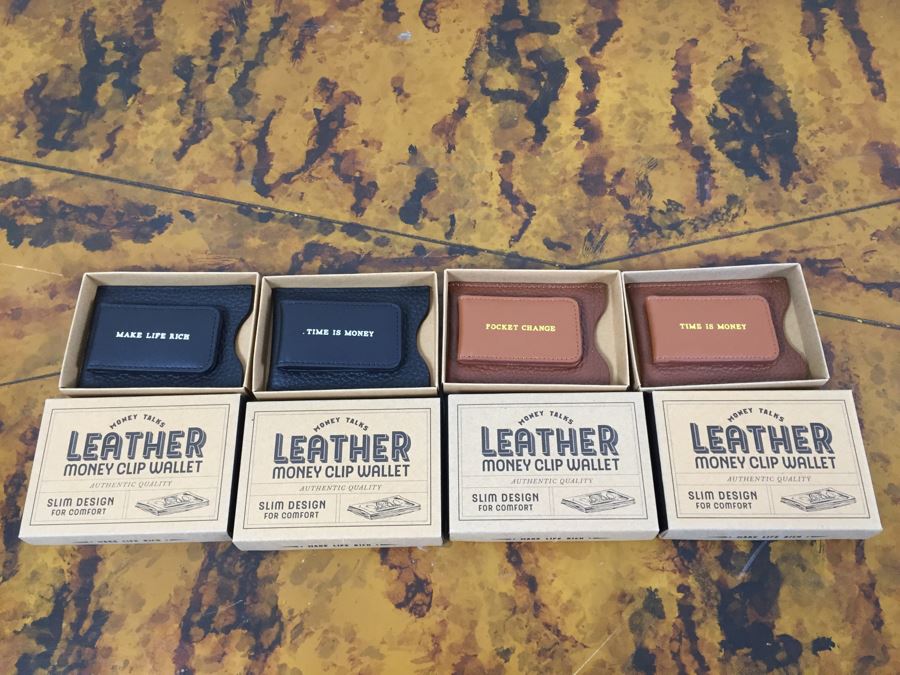 MAKE LIFE RICH
.TIME IS MONEY
POCKET CHANGE
TIME IS MONEY
MONEY TALKS
LEATHER
MONEY CLIP WALLET
AUTHENTIC QUALITY
SLIM DESIGN
FOR COMFORT
MONEY TALKS
LEATHER
MONEY CLIP WALLET
AUTHENTIC QUALITY
SLIM DESIGN
FOR COMFORT
MAKE LIFE RICH
MONEY TALKS
LEATHER
MONEY CLIP WALLET
AUTHENTIC QUALITY
SLIM DESIGN
FOR COMFORT
MAKE LIFE RICH
MONEY TALKS
LEATHER
MONEY CLIP WALLET
AUTHENTIC QUALITY
SLIM DESIGN
FOR COMFORT
MAKE LIFE RICH
MAKE LIFE RICH